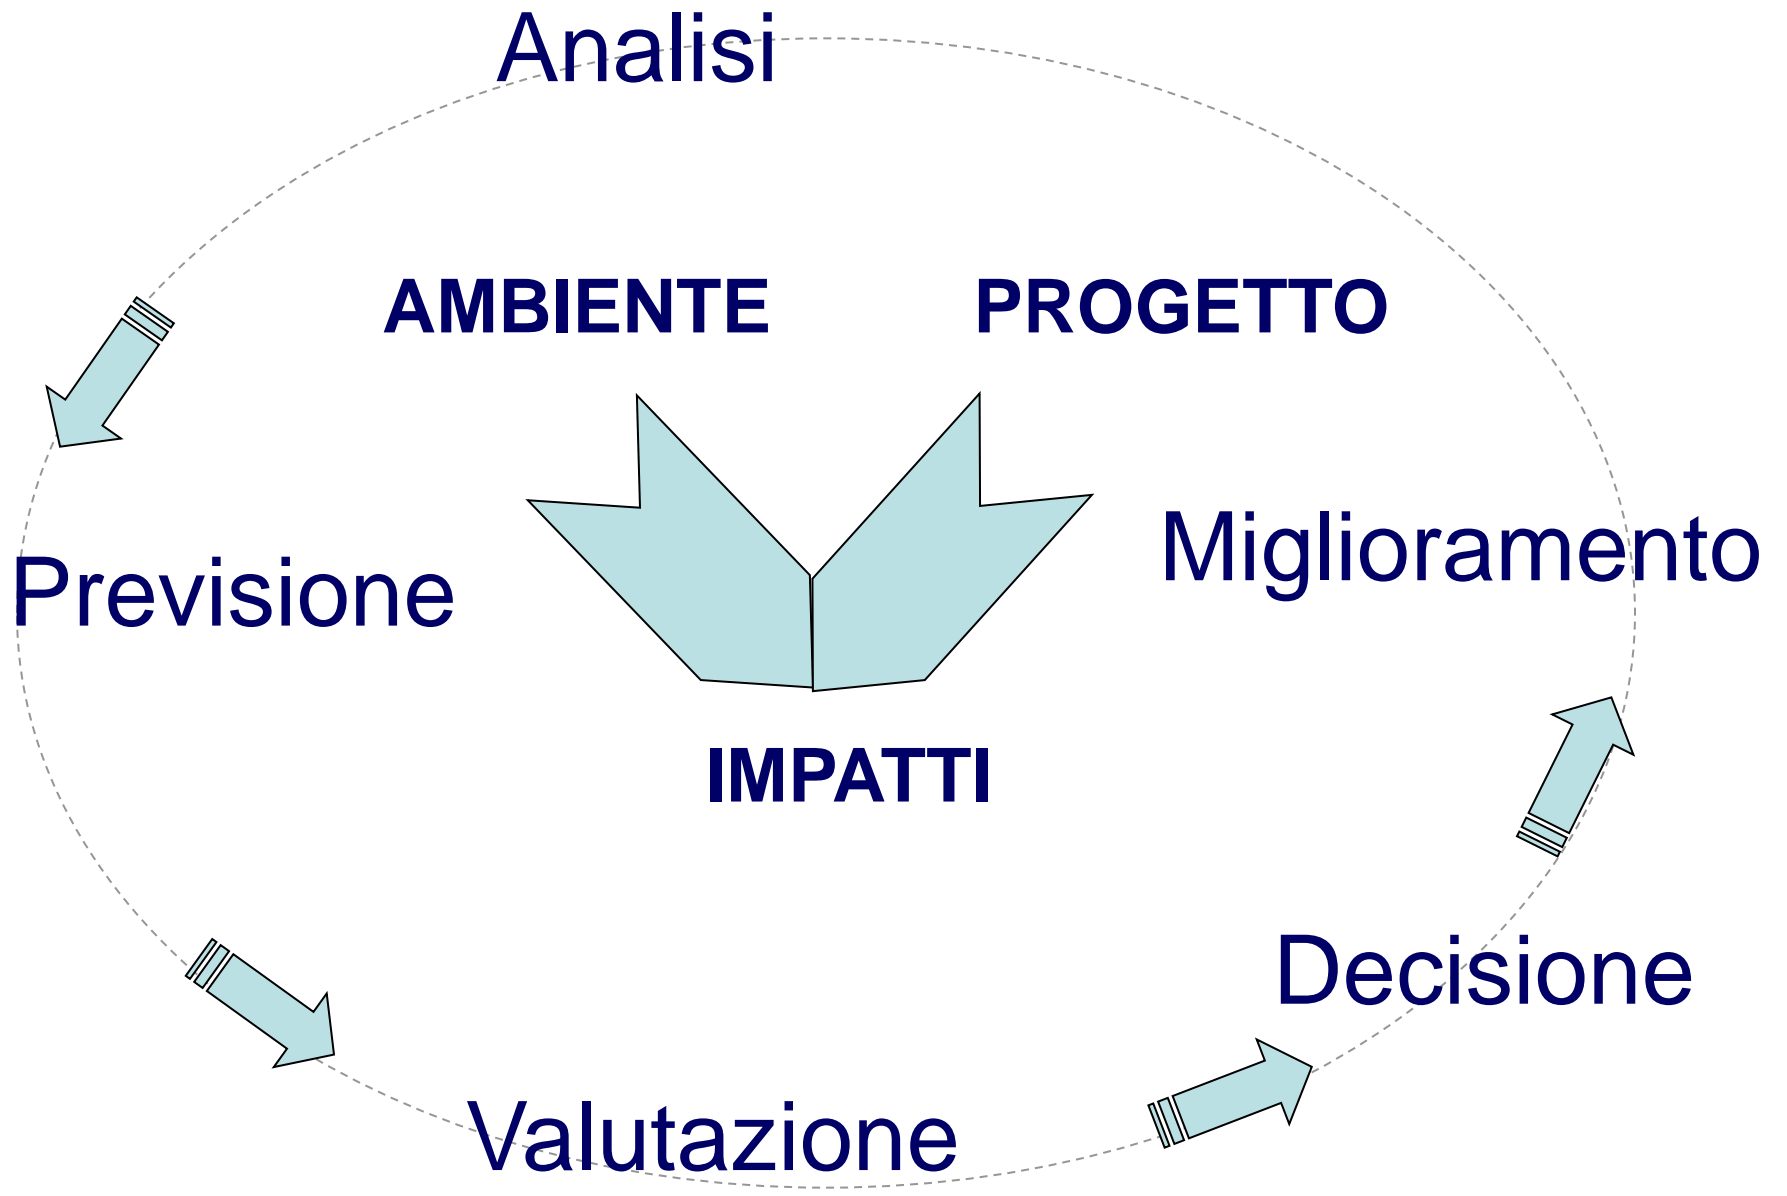 Analisi
AMBIENTE
PROGETTO
Miglioramento
Previsione
IMPATTI
Decisione
Valutazione